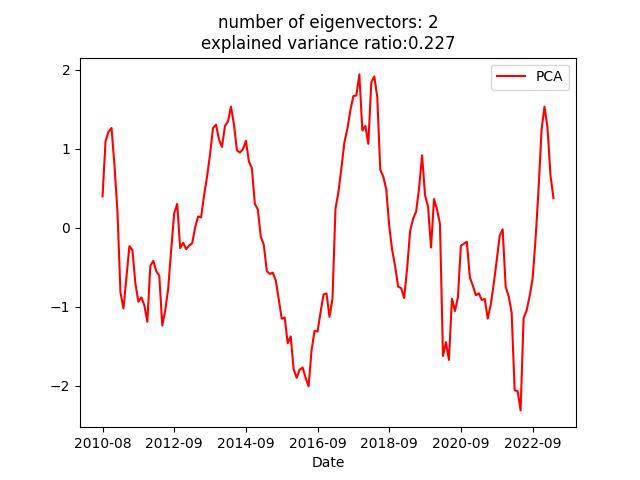 number of eigenvectors: 2
explained variance ratio:0.227
PCA
2
1
0
−1
−2
2010-08 2012-09 2014-09 2016-09 2018-09 2020-09 2022-09
Date